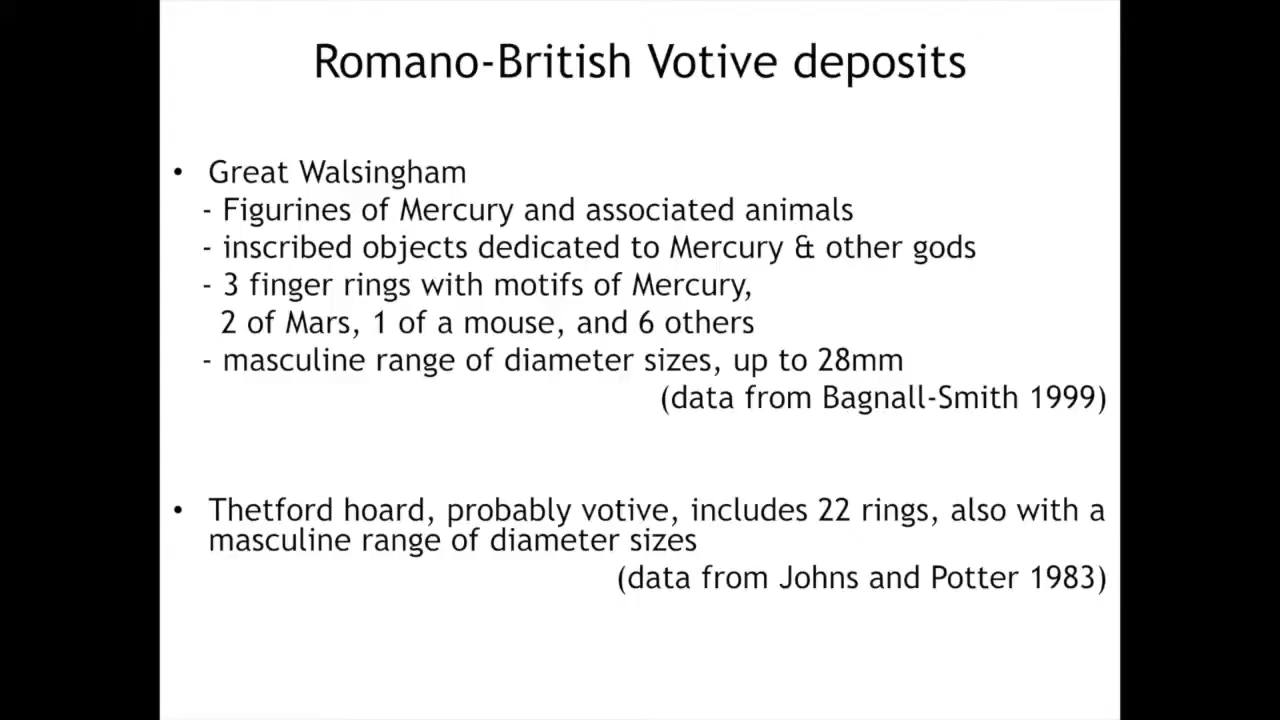 Romano-British Votive deposits
• Great Walsingham
- Figurines of Mercury and associated animals
- inscribed objects dedicated to Mercury & other gods
- 3 finger rings with motifs of Mercury,
2 of Mars, 1 of a mouse, and 6 others
- masculine range of diameter sizes, up to 28mm
(data from Bagnall-Smith 1999)
• Thetford hoard, probably votive, includes 22 rings, also with a
masculine range of diameter sizes
(data from Johns and Potter 1983)